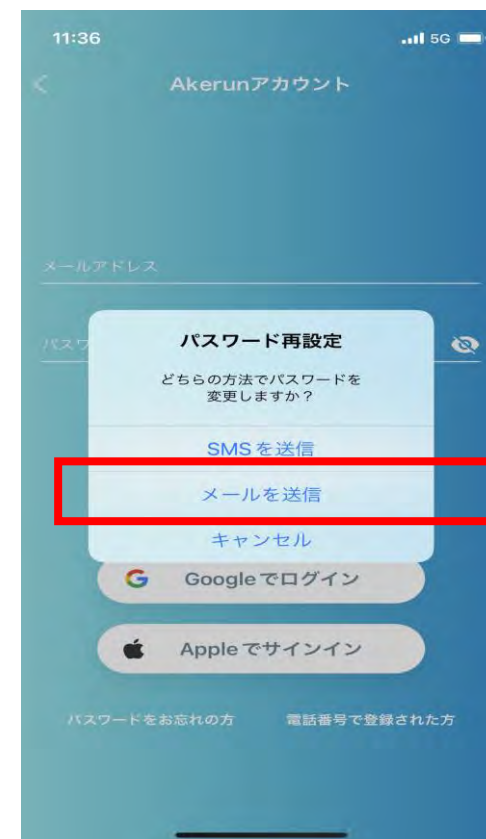 11:36
5G
Akerunアカウント
メールアドレス
パスワ
パスワード再設定
どちらの方法でパスワードを
変更しますか？
SMSを送信
メールを送信
キャンセル
Googleでログイン
Appleでサインイン
パスワードをお忘れの方 電話番号で登録された方